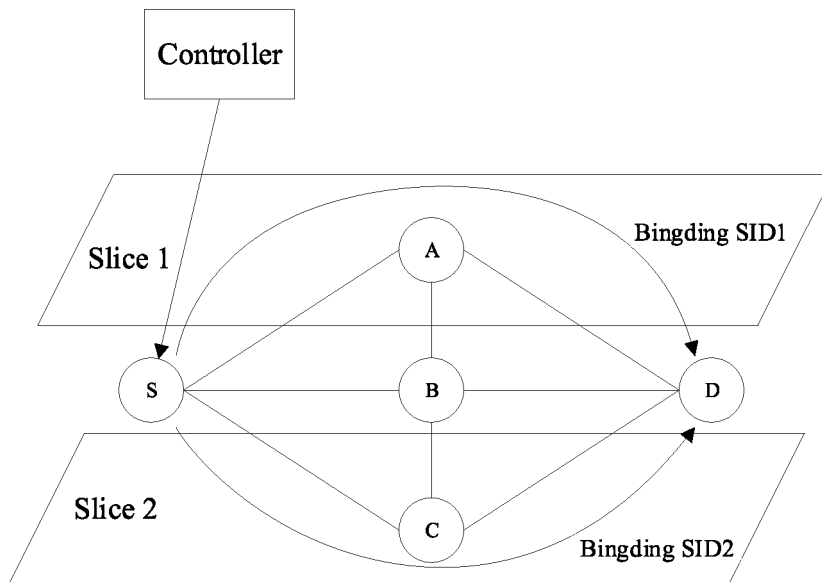 Controller
Bingding SID1
Slice 1
A
S
B
D
Slice 2
C
Bingding SID2